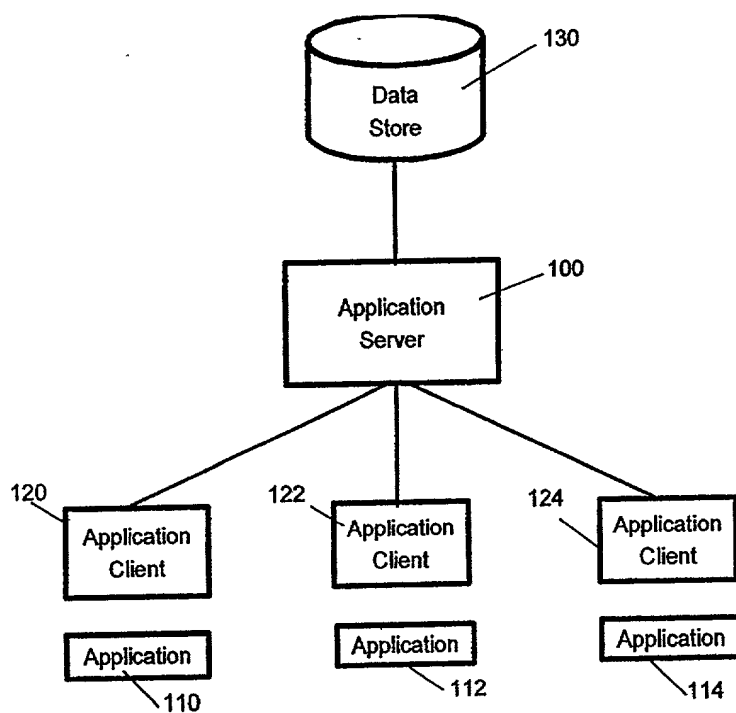 130
Data
Store
100
Application
Server
120
Application
Client
122
Application
Client
124
Application
Client
Application
110
Application
112
Application
114